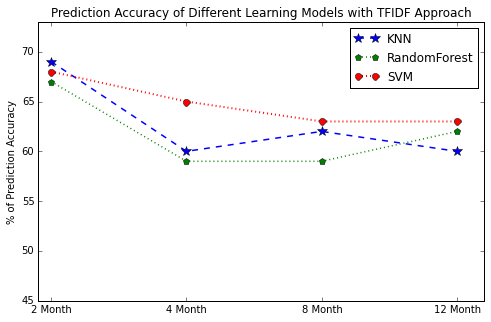 Prediction Accuracy of Different Learning Models with TFIDF Approach
KNN
RandomForest
SVM
% of Prediction Accuracy
70
65
60
55
50
45
2 Month
4 Month
8 Month
12 Month